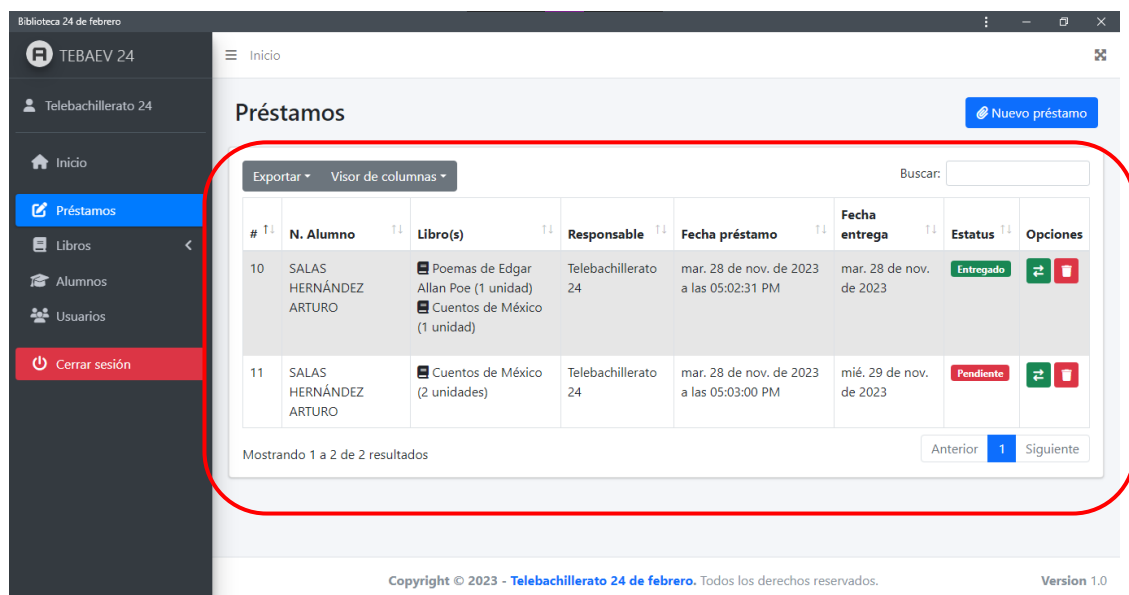 Biblioteca 24 de febrero
TEBAEV 24
Inicio
Telebachillerato 24
Inicio
Préstamos
Libros
Alumnos
Usuarios
Cerrar sesión
Préstamos
Nuevo préstamo
Exportar
Visor de columnas
Buscar:
# N. Alumno Libro(s) Responsable Fecha préstamo Fecha entrega Estatus Opciones
10
SALAS
HERNÁNDEZ
ARTURO
Poemas de Edgar
Allan Poe (1 unidad)
Cuentos de México
(1 unidad)
Telebachillerato
24
mar. 28 de nov. de 2023
a las 05:02:31 PM
mar. 28 de nov.
de 2023
Entregado
11
SALAS
HERNÁNDEZ
ARTURO
Cuentos de México
(2 unidades)
Telebachillerato
24
mar. 28 de nov. de 2023
a las 05:03:00 PM
mié. 29 de nov.
de 2023
Pendiente
Mostrando 1 a 2 de 2 resultados
Anterior 1 Siguiente
Copyright © 2023 - Telebachillerato 24 de febrero. Todos los derechos reservados.
Version 1.0